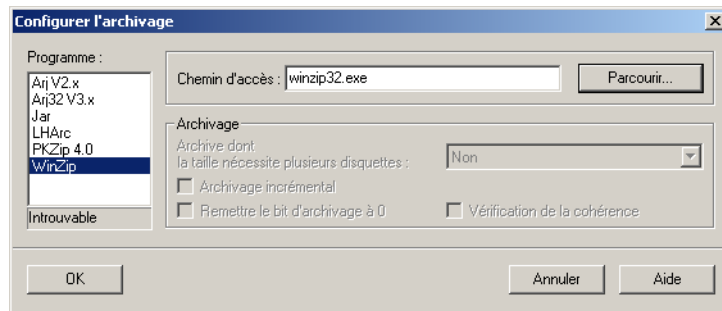 Configurer l'archivage
Programme :
Arj V2.x
Arj32 V3.x
Jar
LHArc
PKZip 4.0
WinZip
Introuvable
Chemin d'accès : winzip32.exe Parcourir...
Archivage
Archive dont
la taille nécessite plusieurs disquettes : Non
Archivage incrémental
Remettre le bit d'archivage à 0 Vérification de la cohérence
OK Annuler Aide